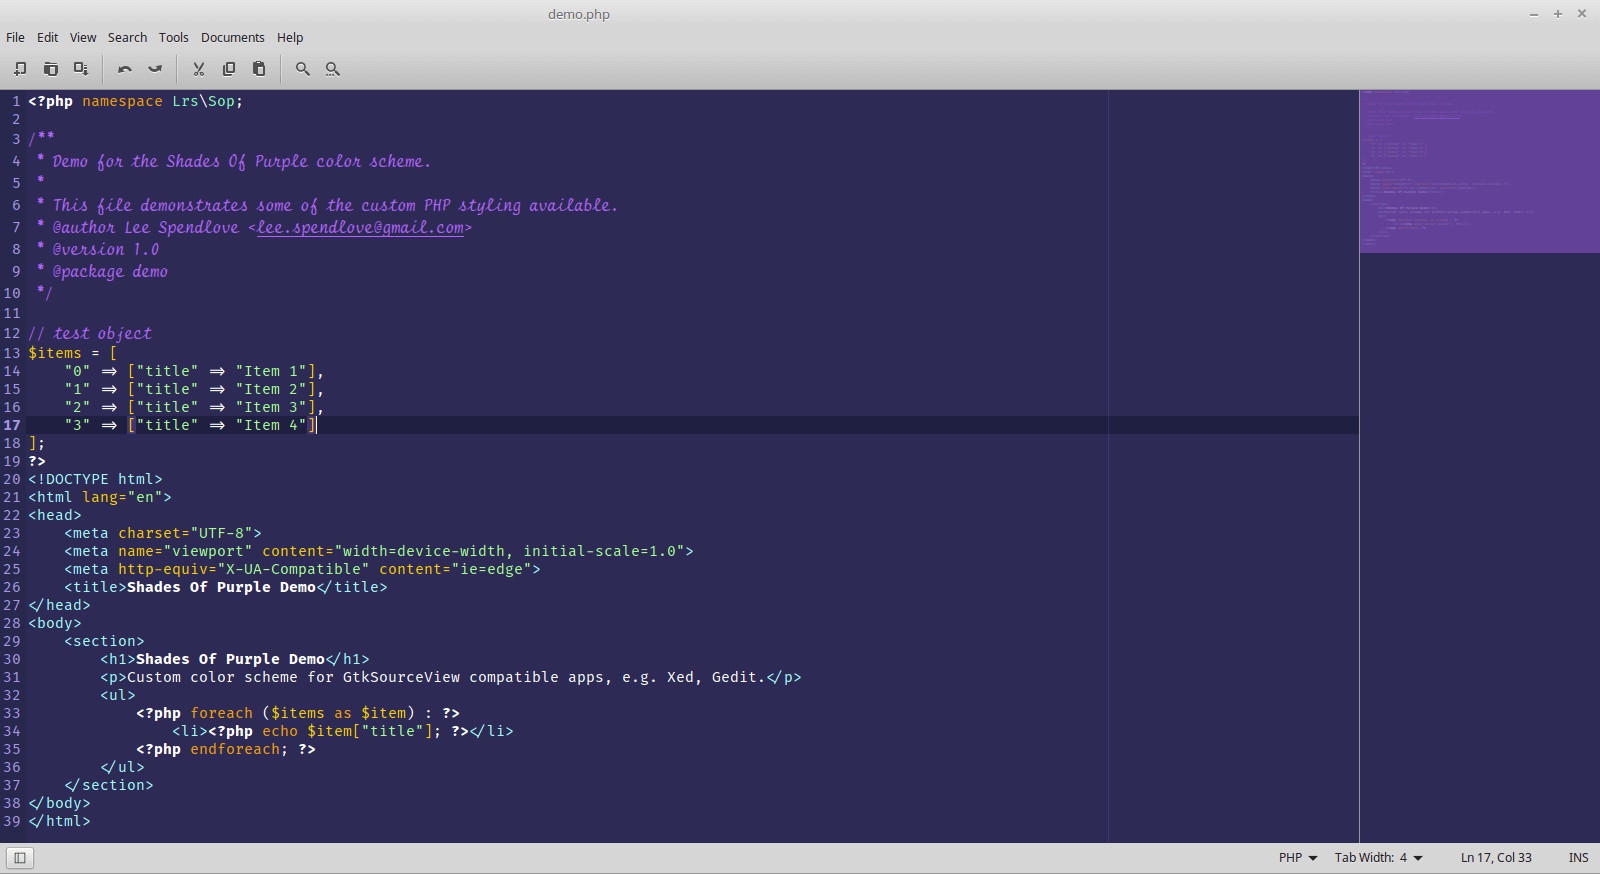 demo.php
File Edit View Search Tools Documents Help
1 <?php namespace Lrs\Sop;
2
3 /**
4  * Demo for the Shades Of Purple color scheme.
5  *
6  * This file demonstrates some of the custom PHP styling available.
7  * @author Lee Spendlove <lee.spendlove@gmail.com>
8  * @version 1.0
9  * @package demo
10  */
11
12 // test object
13 $items = [
14     "0" => ["title" => "Item 1"],
15     "1" => ["title" => "Item 2"],
16     "2" => ["title" => "Item 3"],
17     "3" => ["title" => "Item 4"]
18 ];
19 ?>
20 <!DOCTYPE html>
21 <html lang="en">
22 <head>
23     <meta charset="UTF-8">
24     <meta name="viewport" content="width=device-width, initial-scale=1.0">
25     <meta http-equiv="X-UA-Compatible" content="ie=edge">
26     <title>Shades Of Purple Demo</title>
27 </head>
28 <body>
29     <section>
30         <h1>Shades Of Purple Demo</h1>
31         <p>Custom color scheme for GtkSourceView compatible apps, e.g. Xed, Gedit.</p>
32         <ul>
33             <?php foreach ($items as $item) : ?>
34                 <li><?php echo $item["title"]; ?></li>
35             <?php endforeach; ?>
36         </ul>
37     </section>
38 </body>
39 </html>
PHP Tab Width: 4 Ln 17, Col 33 INS